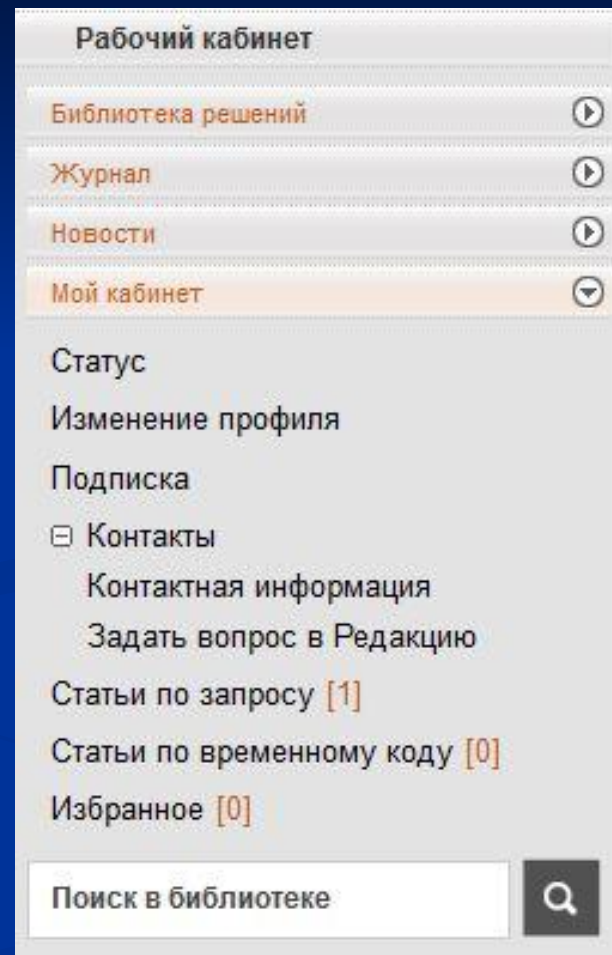 Рабочий кабинет
Библиотека решений
Журнал
Новости
Мой кабинет
Статус
Изменение профиля
Подписка
Контакты
Контактная информация
Задать вопрос в Редакцию
Статьи по запросу [1]
Статьи по временному коду [0]
Избранное [0]
Поиск в библиотеке